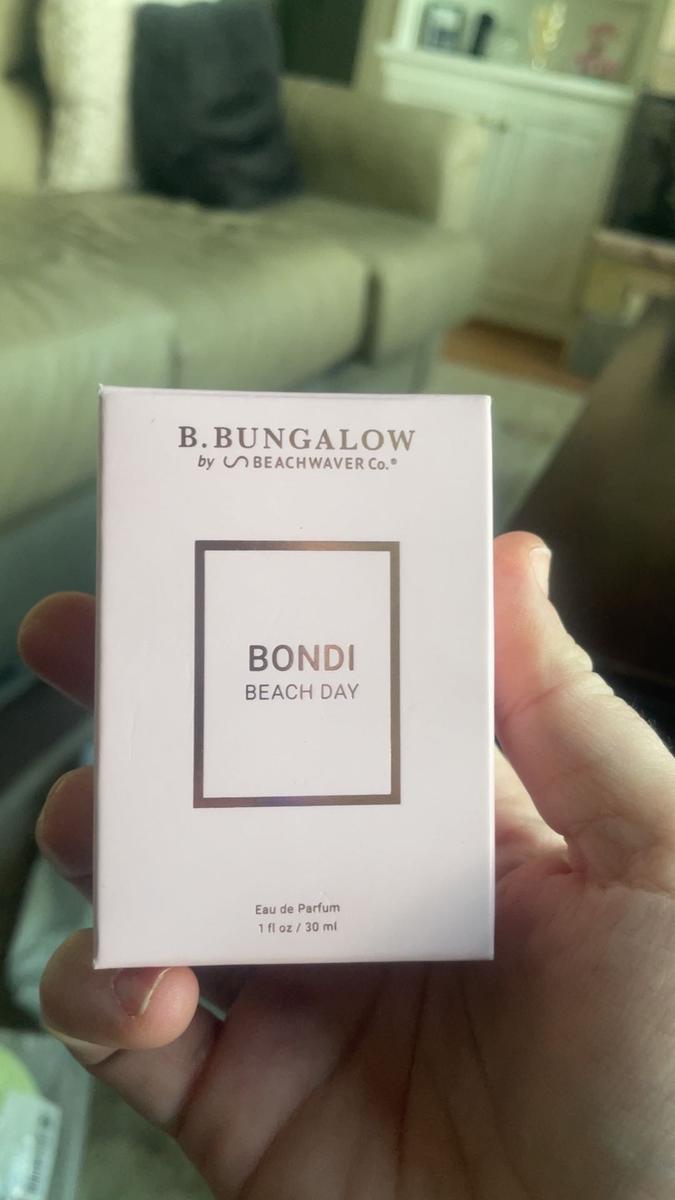 B.BUNGALOW
by BEACHWAVER Co.®
BONDI
BEACH DAY
Eau de Parfum
1 fl oz / 30 ml